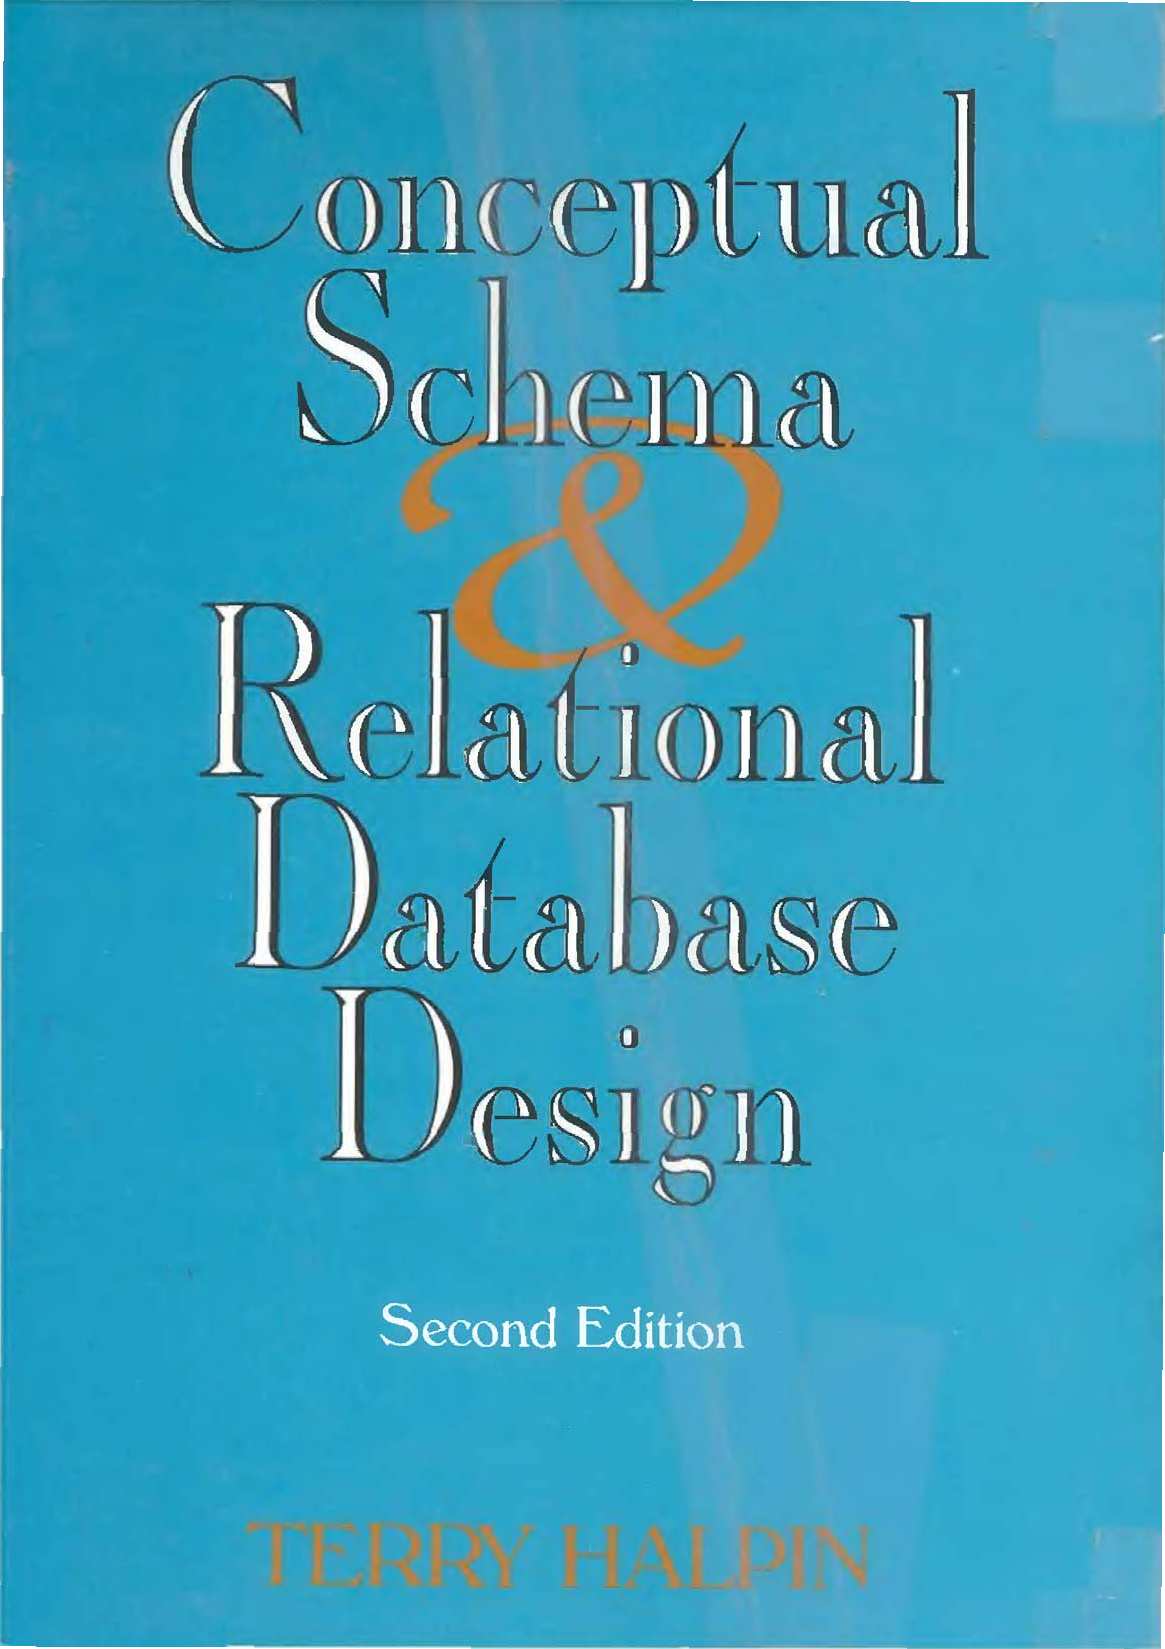 Conceptual
Schema
&
Relational
Database
Design
Second Edition
TERRY HALPIN